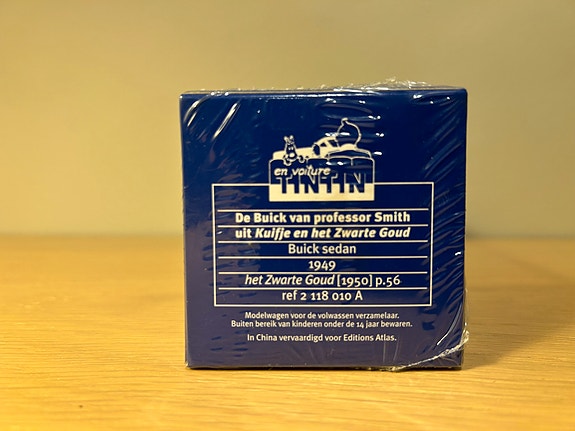 en voiture
TINTIN
De Buick van professor Smith
uit Kuifje en het Zwarte Goud
Buick sedan
1949
het Zwarte Goud [1950] p.56
ref 2 118 010 A
Modelwagen voor de volwassen verzamelaar.
Buiten bereik van kinderen onder de 14 jaar bewaren.
In China vervaardigd voor Editions Atlas.